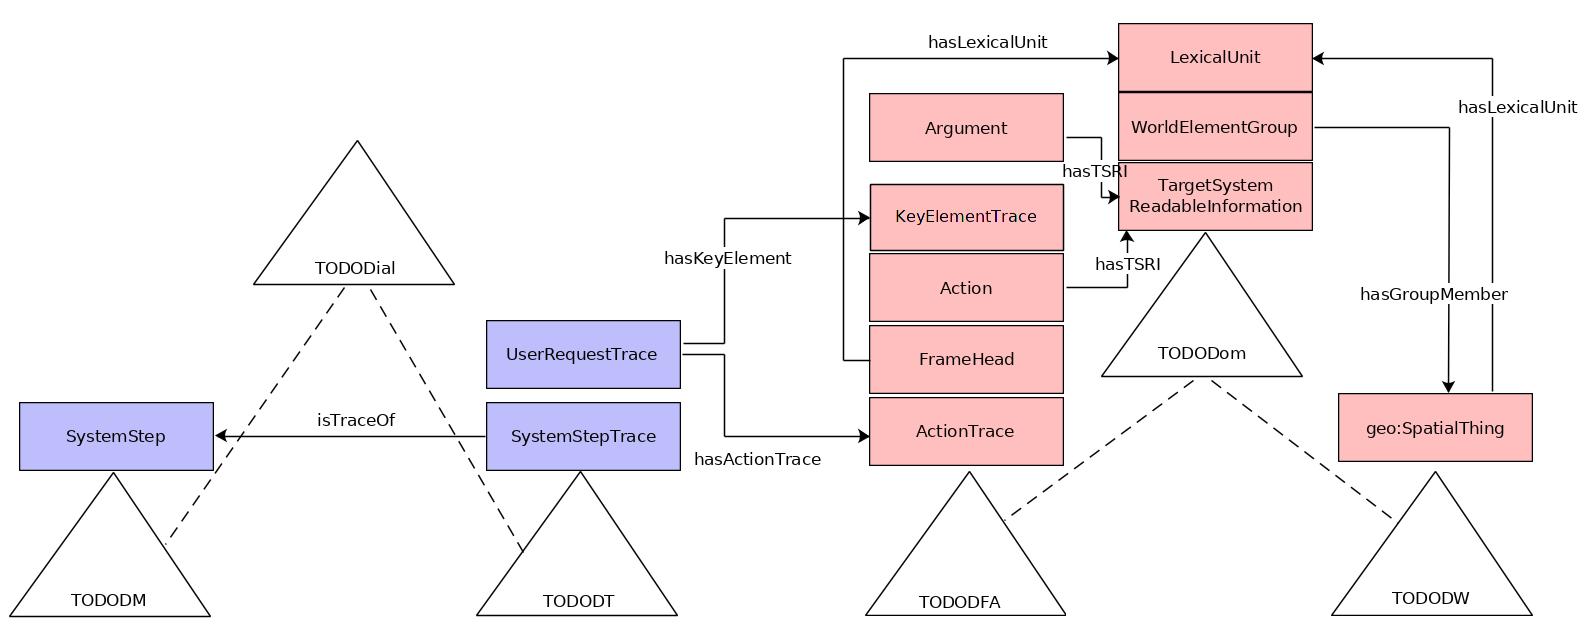 hasLexicalUnit
LexicalUnit
hasLexicalUnit
Argument
WorldElementGroup
hasTSRI
TargetSystem
ReadableInformation
KeyElementTrace
hasKeyElement
TODODial
hasTSRI
Action
hasGroupMember
UserRequestTrace
FrameHead
TODODom
isTraceOf
SystemStep
SystemStepTrace
ActionTrace
geo:SpatialThing
hasActionTrace
TODODM
TODODT
TODODFA
TODODW